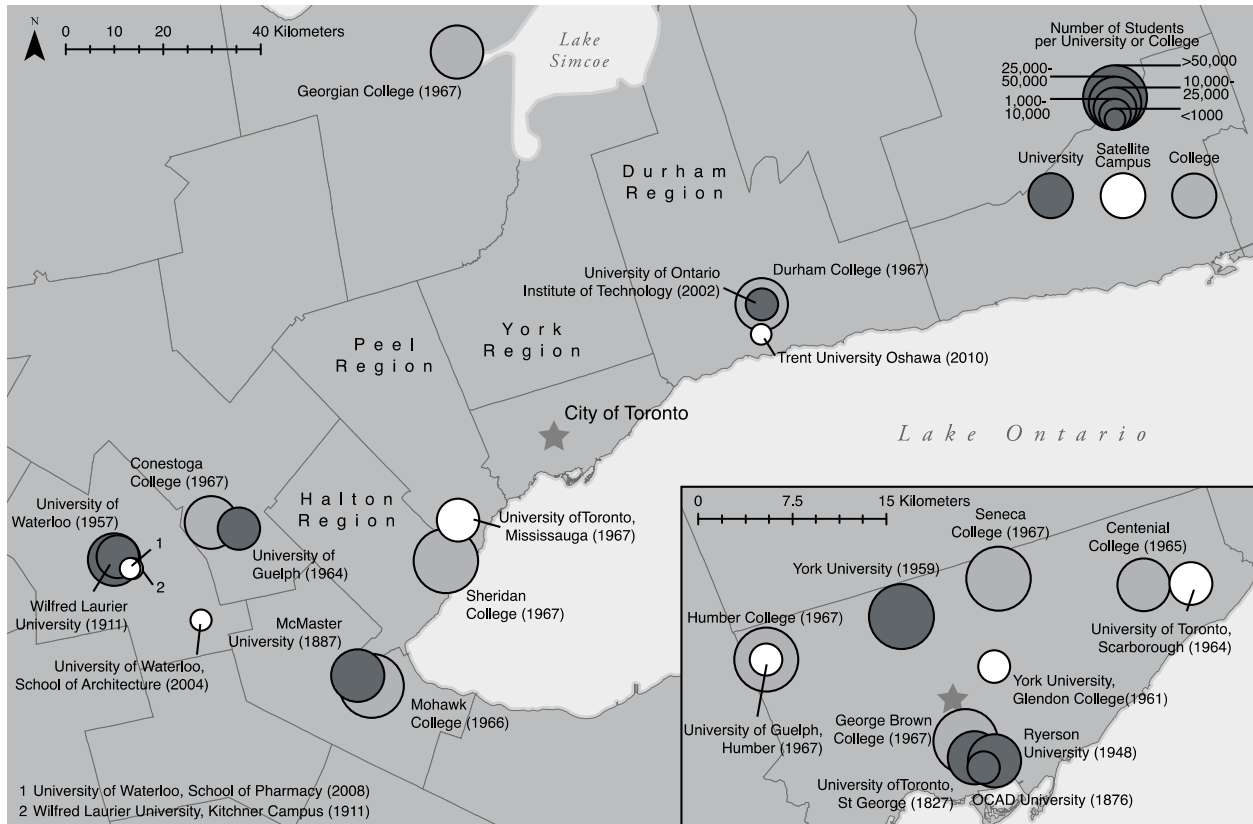 N
0 10 20 40 Kilometers
Lake
Simcoe
Georgian College (1967)
Number of Students
per University or College
>50,000
25,000-
50,000
10,000-
25,000
1,000-
10,000
<1000
University
Satellite
Campus
College
Durham
Region
University of Ontario
Institute of Technology (2002)
Durham College (1967)
Trent University Oshawa (2010)
York
Region
Peel
Region
City of Toronto
Lake Ontario
Halton
Region
Conestoga
College (1967)
University of
Waterloo (1957)
1
2
University of
Guelph (1964)
Wilfred Laurier
University (1911)
University of Waterloo,
School of Architecture (2004)
University ofToronto,
Mississauga (1967)
Sheridan
College (1967)
McMaster
University (1887)
Mohawk
College (1966)
1 University of Waterloo, School of Pharmacy (2008)
2 Wilfred Laurier University, Kitchner Campus (1911)
0 7.5 15 Kilometers
Seneca
College (1967)
Centenial
College (1965)
York University (1959)
Humber College (1967)
University of Toronto,
Scarborough (1964)
York University,
Glendon College(1961)
University of Guelph,
Humber (1967)
George Brown
College (1967)
Ryerson
University (1948)
University ofToronto,
St George (1827)
OCAD University (1876)